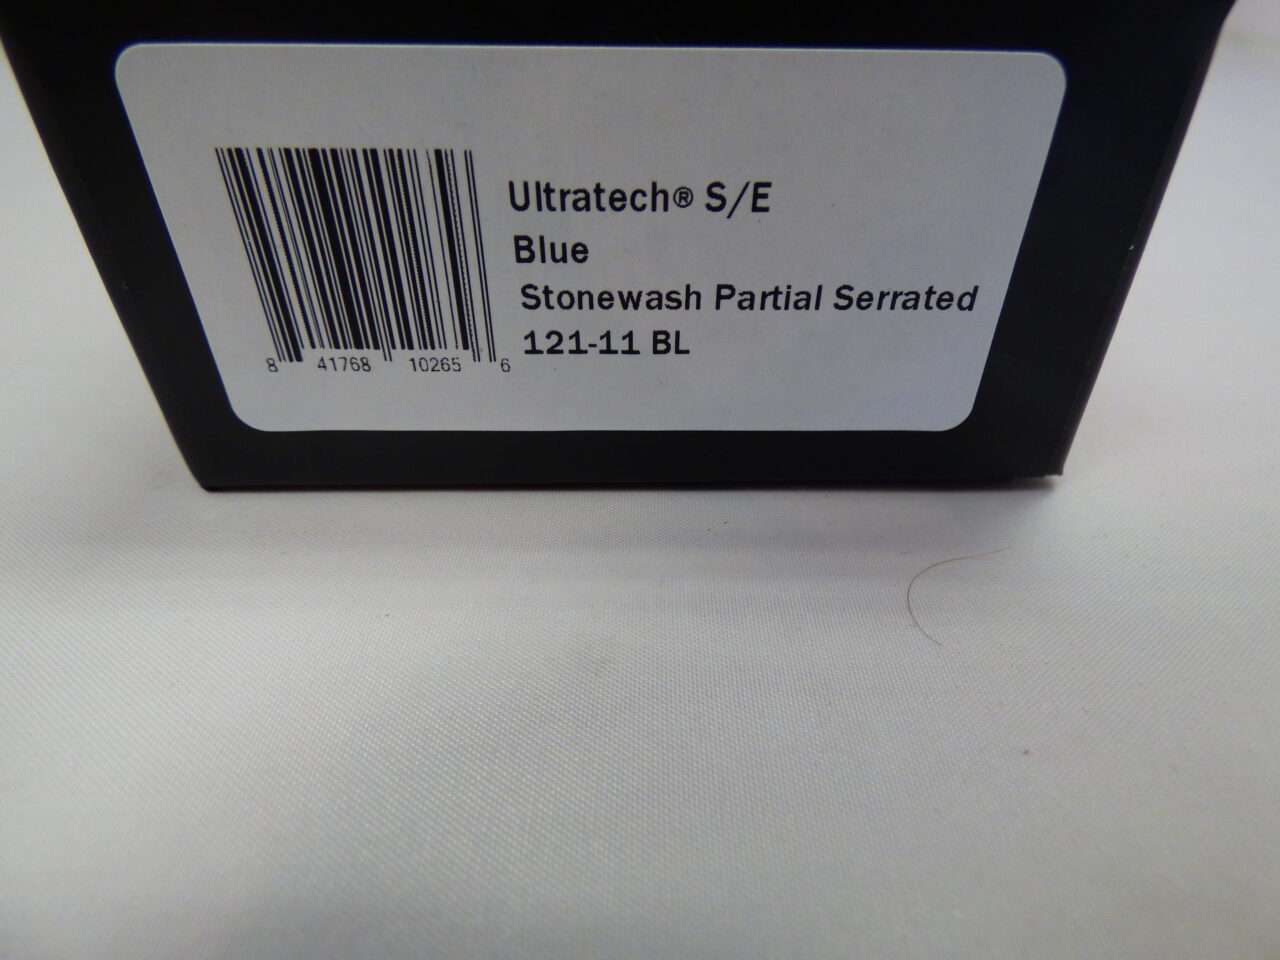 Ultratech® S/E
Blue
Stonewash Partial Serrated
121-11 BL
8 41768 10265 6